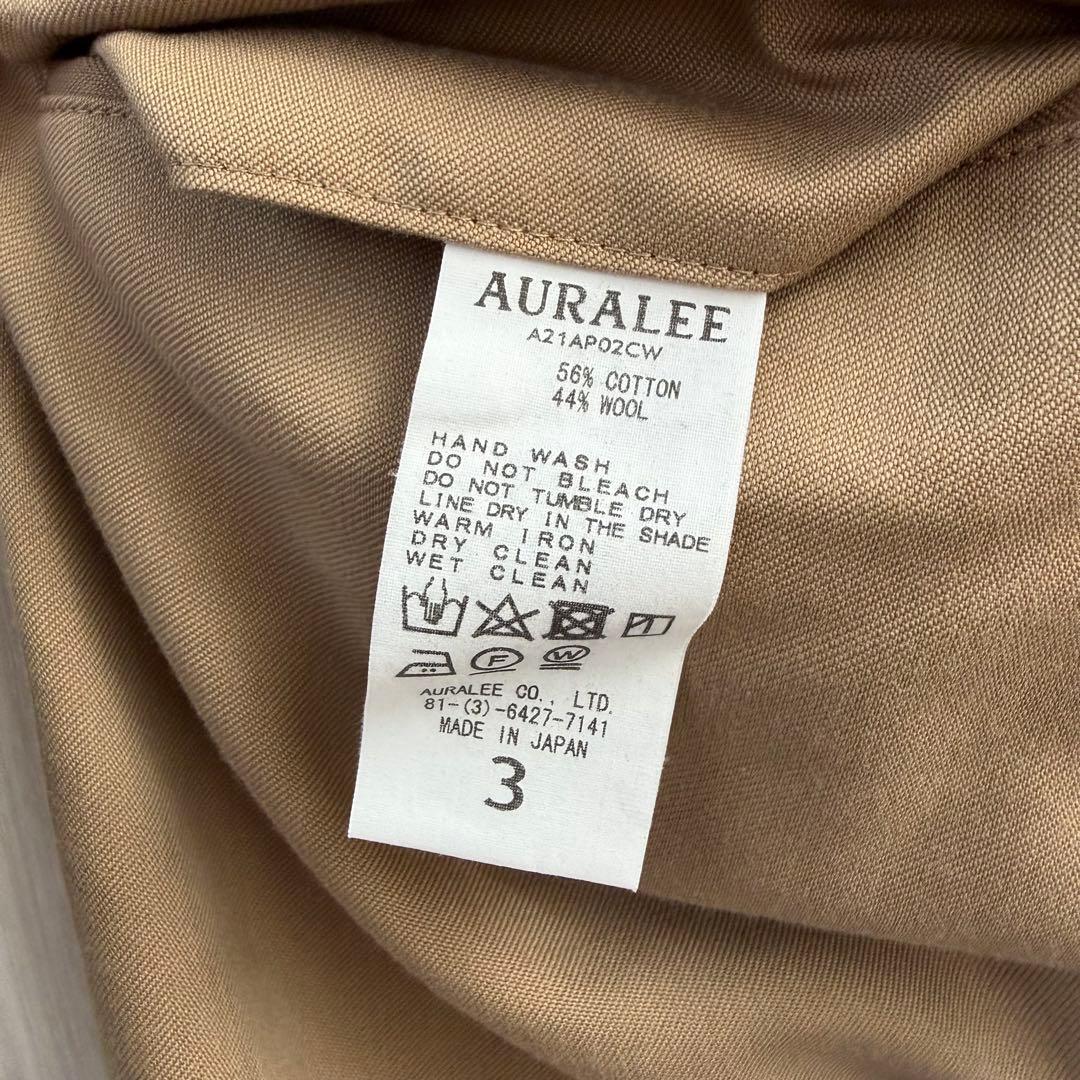 AURALEE
A21AP02CW
56% COTTON
44% WOOL
HAND WASH
DO NOT BLEACH
DO NOT TUMBLE DRY
LINE DRY IN THE SHADE
WARM IRON
DRY CLEAN
WET CLEAN
F W
AURALEE CO., LTD.
81-(3)-6427-7141
MADE IN JAPAN
3